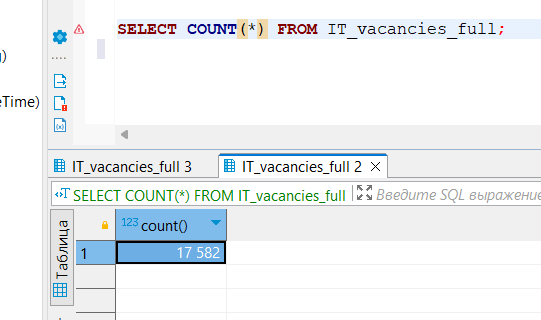 SELECT COUNT(*) FROM IT_vacancies_full;
)
eTime)
IT_vacancies_full 3
IT_vacancies_full 2
SELECT COUNT(*) FROM IT_vacancies_full
Введите SQL выражение
Таблица
123 count()
1
17 582